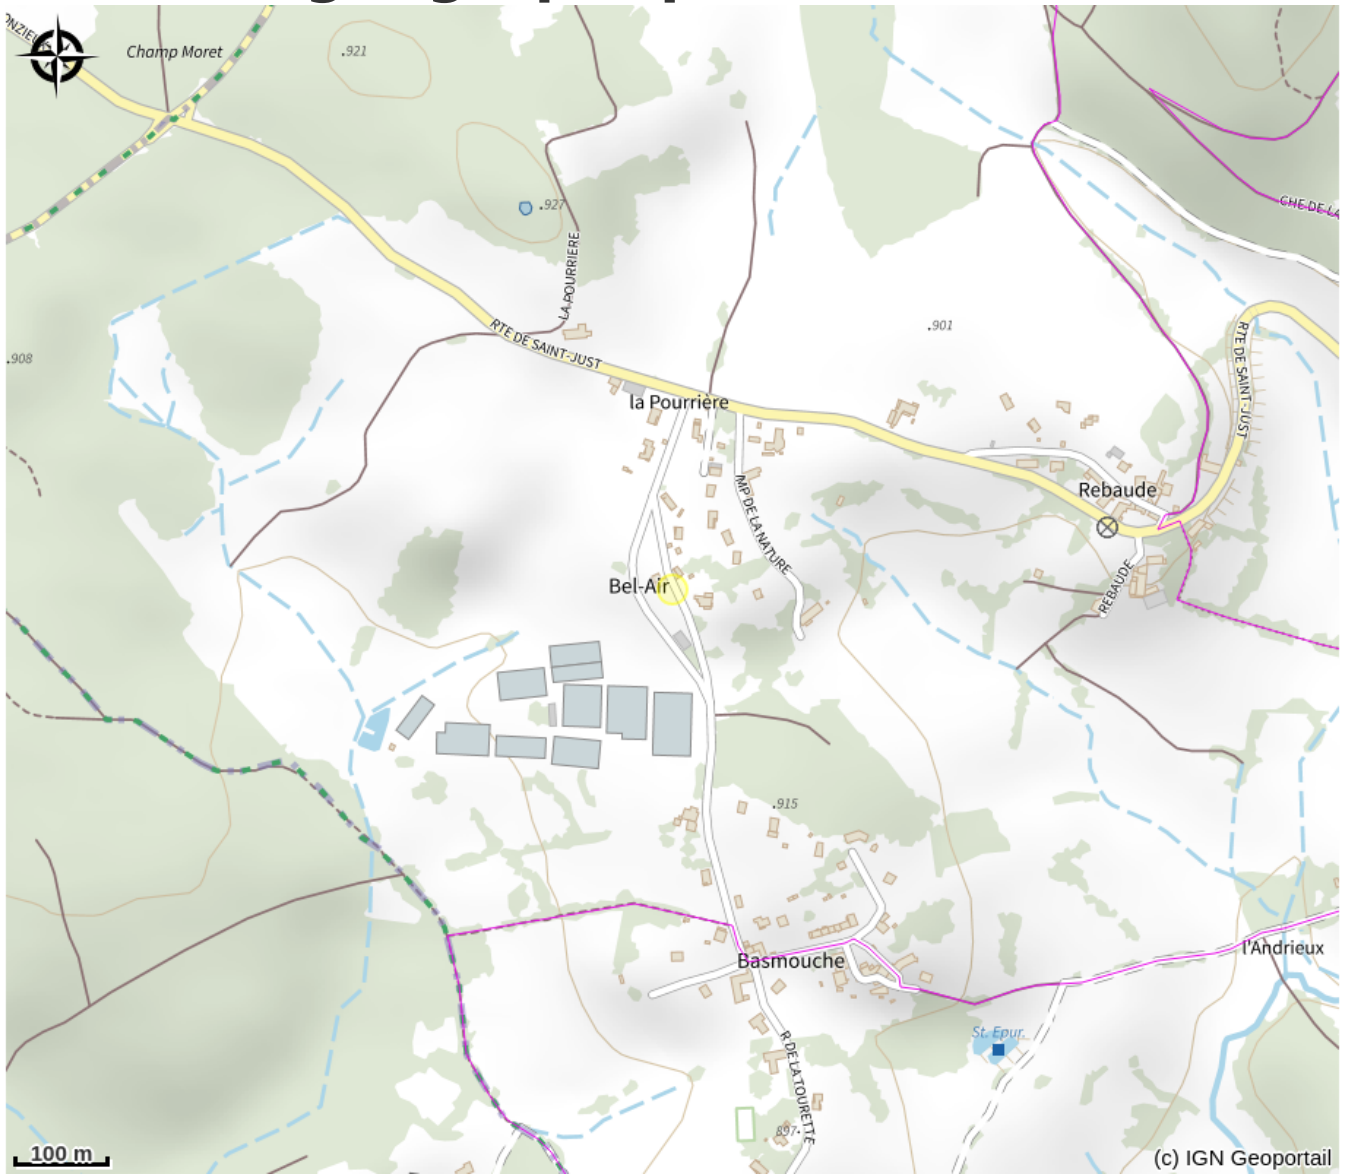 Champ Moret
.921
.927
LA POURRIERE
CHE DE LA
.908
.901
RTE DE SAINT-JUST
RTE DE SAINT-JUST
la Pourrière
Rebaude
IMP DE LA NATURE
Bel-Air
REBAUDE
.915
l'Andrieux
Basmouche
St. Epur.
R DE LA TOURETTE
897.
100 m
(c) IGN Geoportail